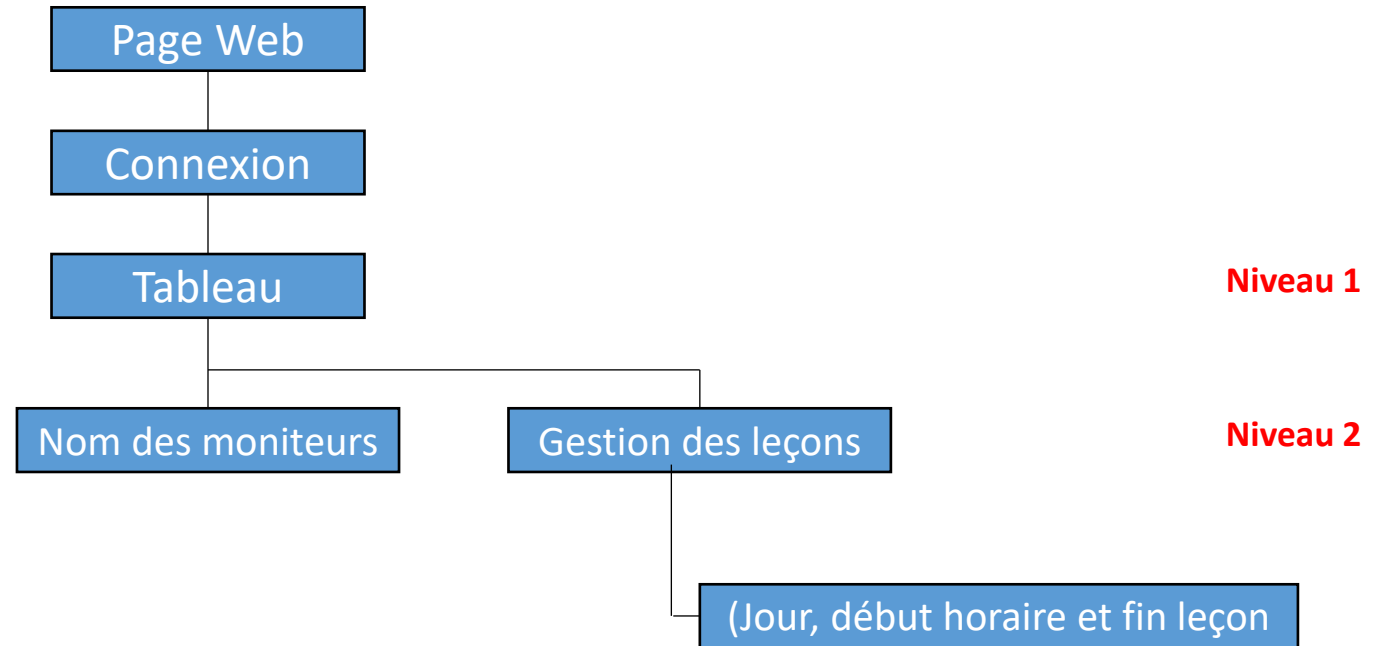 Page Web
Connexion
Tableau
Niveau 1
Nom des moniteurs
Gestion des leçons
Niveau 2
(Jour, début horaire et fin leçon